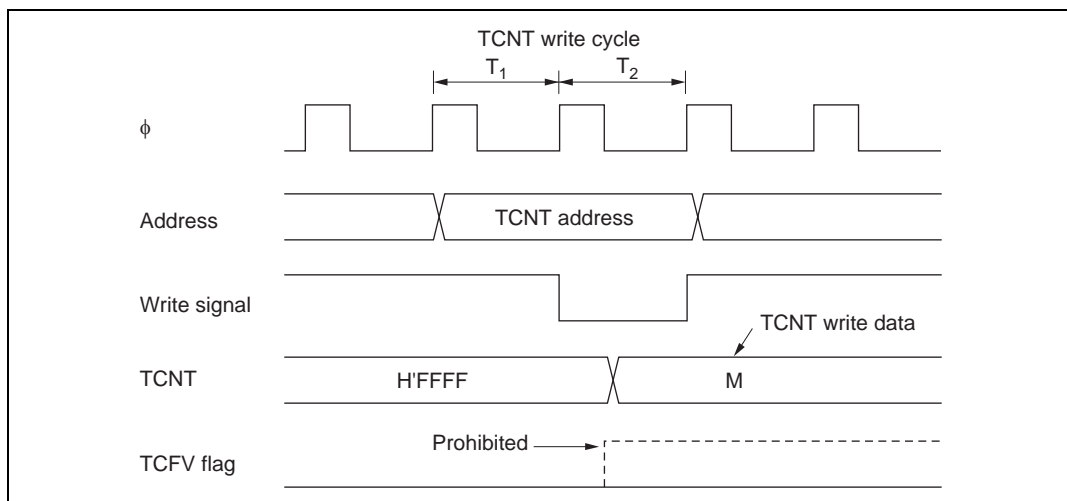 TCNT write cycle
T1 T2
ϕ
Address TCNT address
Write signal
TCNT write data
TCNT H'FFFF M
Prohibited
TCFV flag